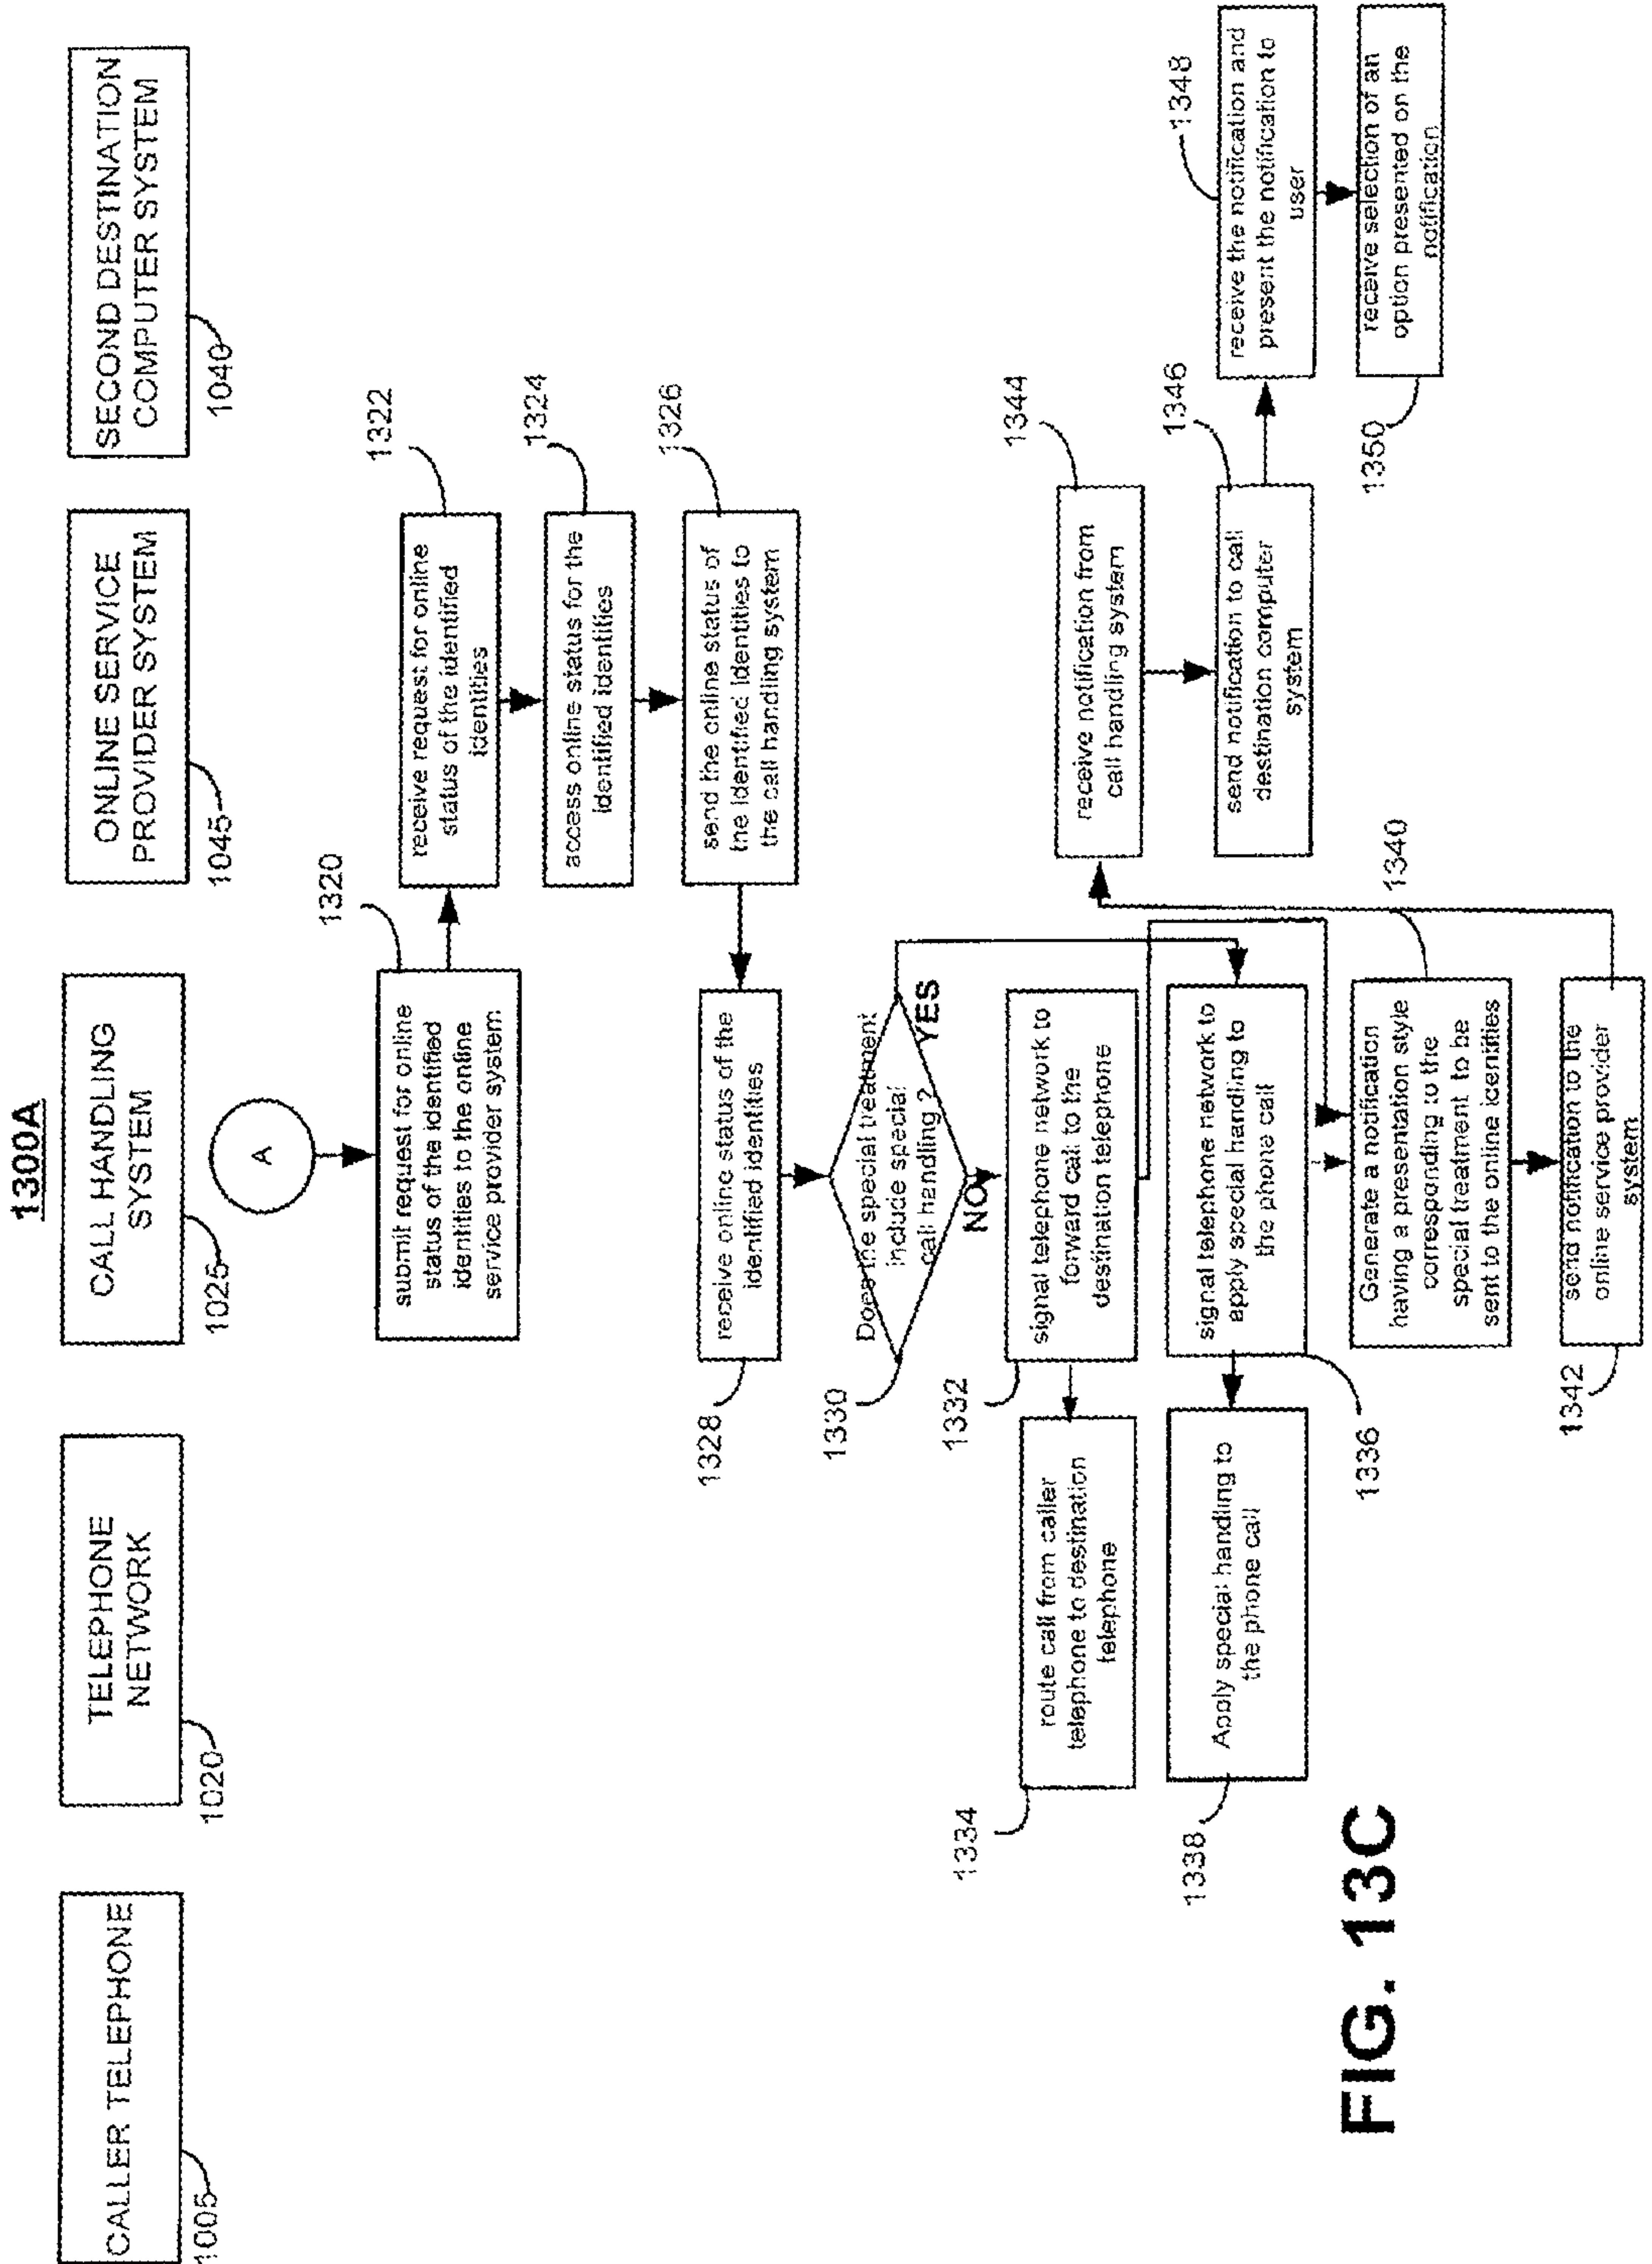 1300A
CALLER TELEPHONE
1005
TELEPHONE
NETWORK
1020
CALL HANDLING
SYSTEM
1025
ONLINE SERVICE
PROVIDER SYSTEM
1045
SECOND DESTINATION
COMPUTER SYSTEM
1040
A
1320
submit request for online
status of the identified
identities to the online
service provider system
1322
receive request for online
status of the identified
identities
1324
access online status for the
identified identities
1326
send the online status of
the identified identities to
the call handling system
1328
receive online status of the
identified identities
1330
Does the special treatment
include special
call handling ?
YES
NO
1332
signal telephone network to
forward call to the
destination telephone
1334
route call from caller
telephone to destination
telephone
1336
signal telephone network to
apply special handling to
the phone call
1338
Apply special handing to
the phone call
1340
Generate a notification
having a presentation style
corresponding to the
special treatment to be
sent to the online identities
1342
send notification to the
online service provider
system
1344
receive notification from
call handling system
1346
send notification to call
destination computer
system
1348
receive the notification and
present the notification to
user
1350
receive selection of an
option presented on the
notification
FIG. 13C